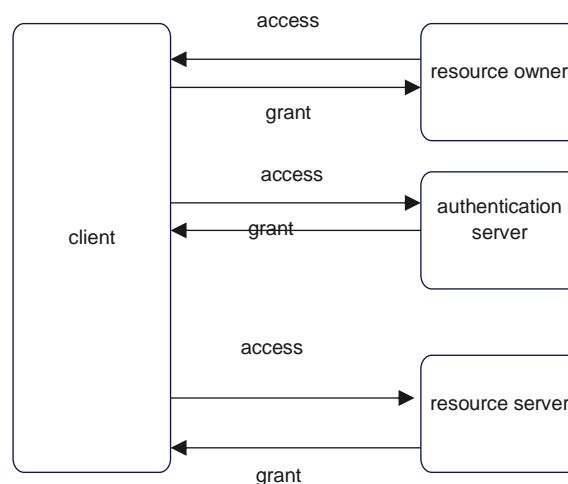 access
resource owner
grant
access
client
authentication
server
grant
access
resource server
grant